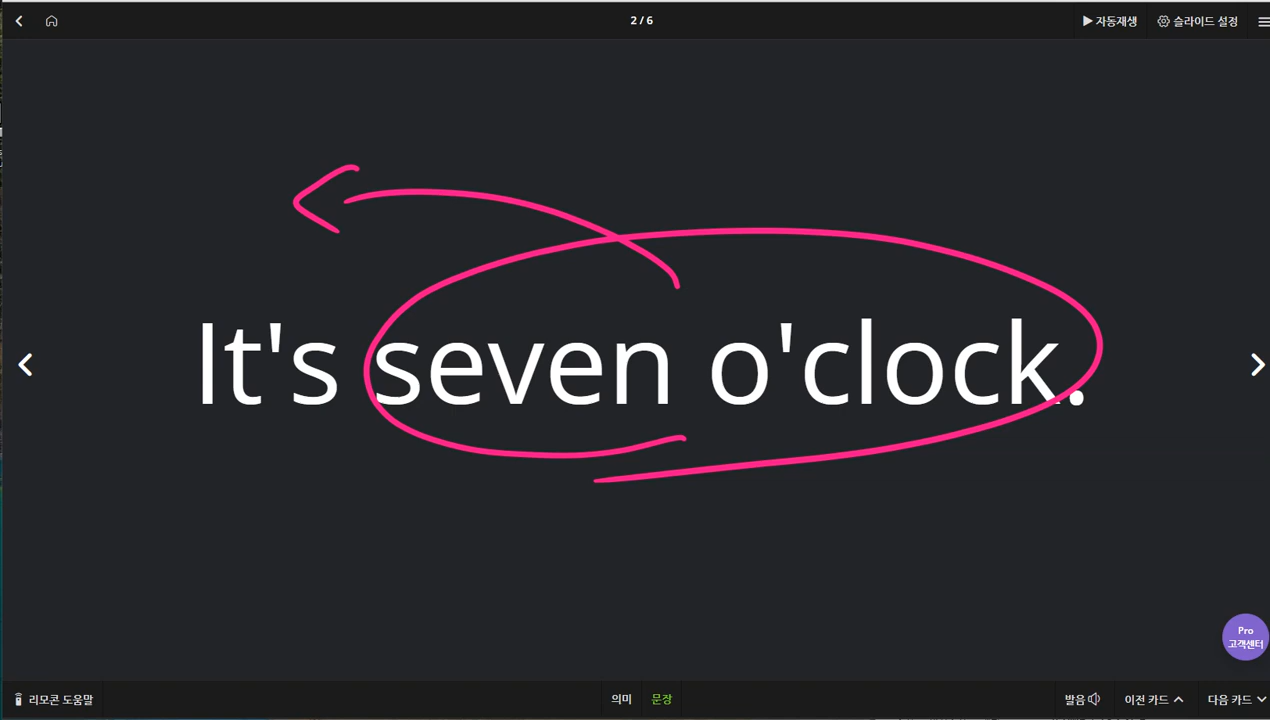 2 / 6
자동재생
슬라이드 설정
It's seven o'clock.
Pro
고객센터
리모콘 도움말
의미
문장
발음
이전 카드
다음 카드